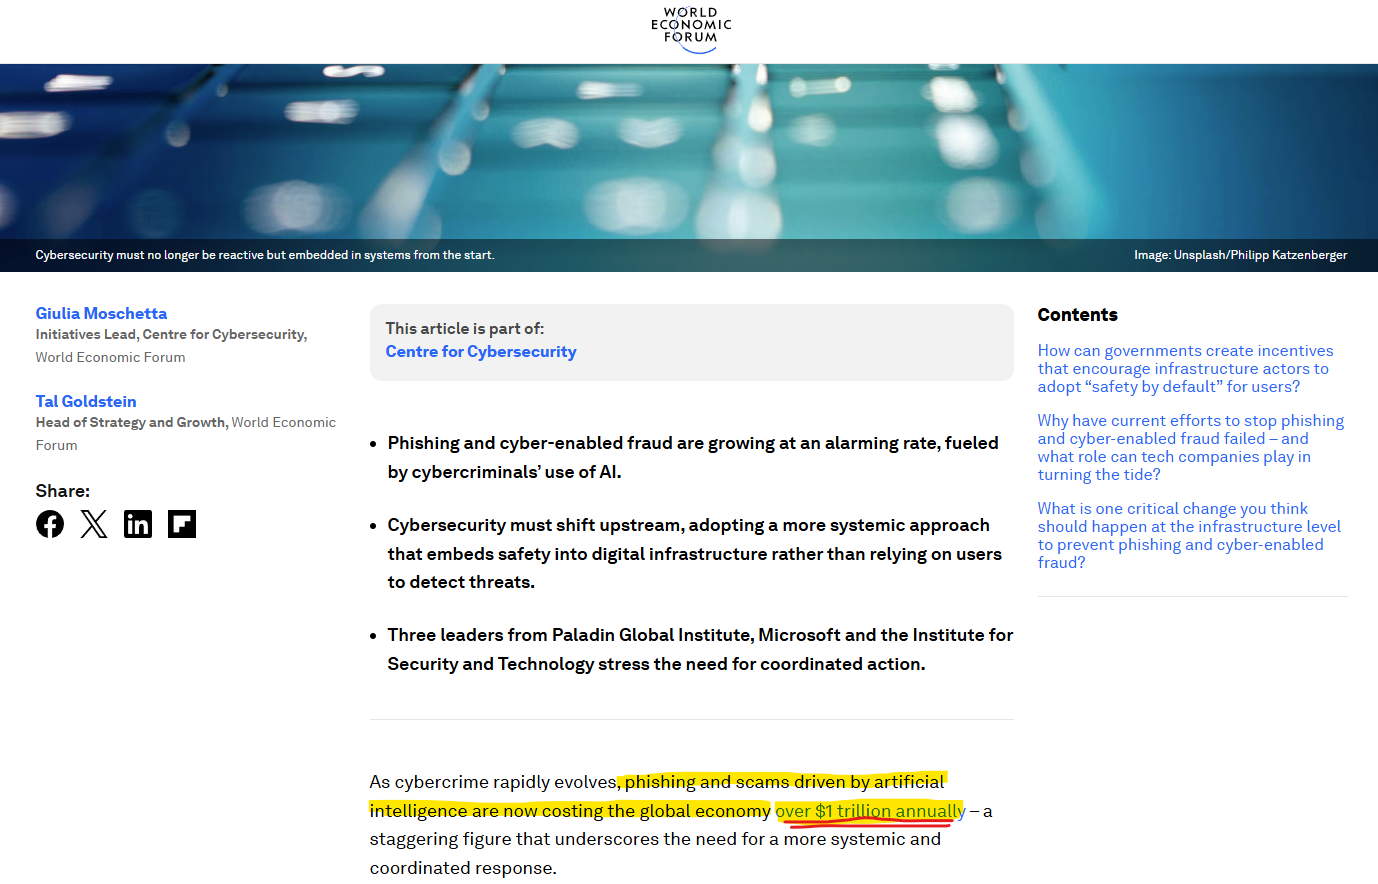 WORLD
ECONOMIC
FORUM
Cybersecurity must no longer be reactive but embedded in systems from the start.
Image: Unsplash/Philipp Katzenberger
Giulia Moschetta
Initiatives Lead, Centre for Cybersecurity,
World Economic Forum
Tal Goldstein
Head of Strategy and Growth, World Economic
Forum
Share:
This article is part of:
Centre for Cybersecurity
Phishing and cyber-enabled fraud are growing at an alarming rate, fueled
by cybercriminals’ use of AI.
Cybersecurity must shift upstream, adopting a more systemic approach
that embeds safety into digital infrastructure rather than relying on users
to detect threats.
Three leaders from Paladin Global Institute, Microsoft and the Institute for
Security and Technology stress the need for coordinated action.
As cybercrime rapidly evolves, phishing and scams driven by artificial
intelligence are now costing the global economy over $1 trillion annually – a
staggering figure that underscores the need for a more systemic and
coordinated response.
Contents
How can governments create incentives
that encourage infrastructure actors to
adopt “safety by default” for users?
Why have current efforts to stop phishing
and cyber-enabled fraud failed – and
what role can tech companies play in
turning the tide?
What is one critical change you think
should happen at the infrastructure level
to prevent phishing and cyber-enabled
fraud?